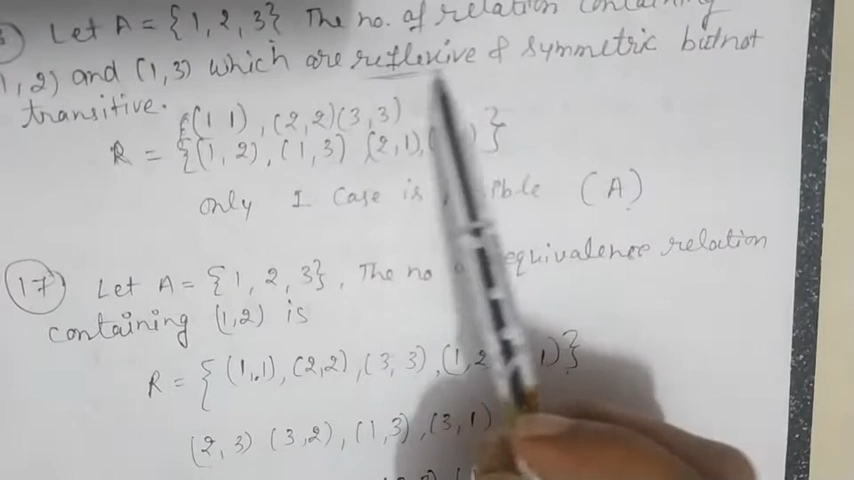 Let A = {1, 2, 3} The no. of relation containing
1, 2) and (1, 3) which are reflexive & symmetric but not
transitive.
{(1 1), (2, 2) (3, 3)
R = {(1, 2), (1, 3) (2, 1), ( }
only 1 case is (A)
17) Let A = {1, 2, 3}, The no equivalence relation
containing (1, 2) is
R = {(1, 1), (2, 2), (3, 3), (1, 2 1)}
(2, 3) (3, 2), (1, 3), (3, 1)